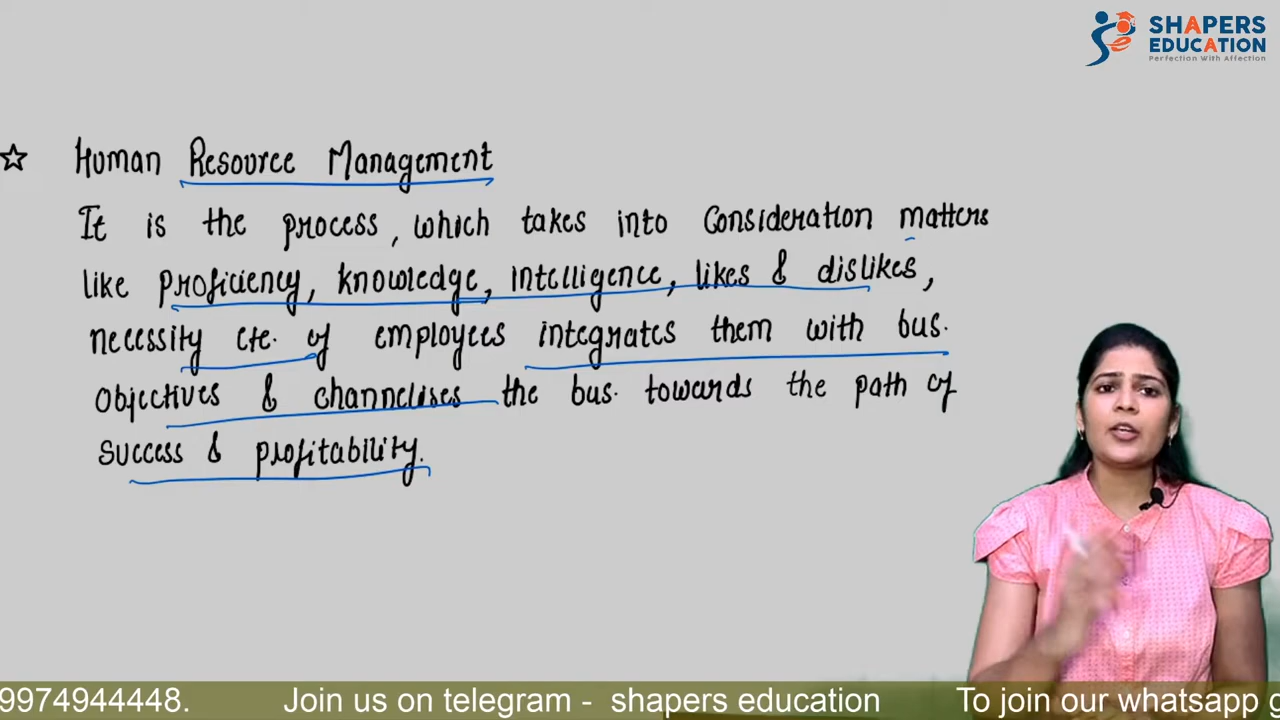 SHAPERS
EDUCATION
Perfection With Affection
☆ Human Resource Management
It is the process, which takes into consideration matters
like proficiency, knowledge, intelligence, likes & dislikes,
necessity etc. of employees integrates them with bus.
objectives & channelises the bus. towards the path of
success & profitability.
9974944448. Join us on telegram - shapers education To join our whatsapp g